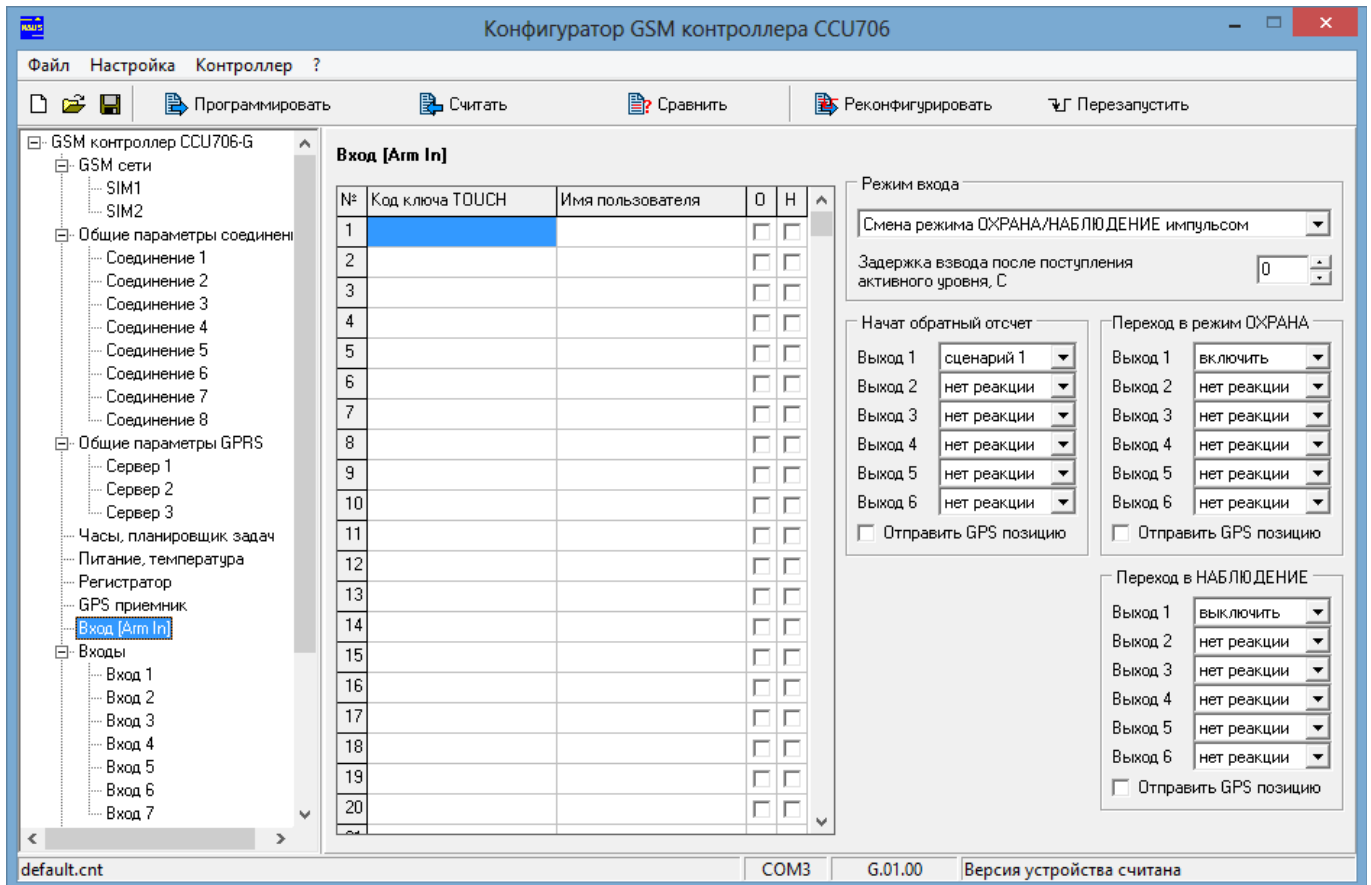 Конфигуратор GSM контроллера CCU706
Файл Настройка Контроллер ?
Программировать Считать Сравнить Реконфигурировать Перезапустить
GSM контроллер CCU706-G
GSM сети
SIM1
SIM2
Общие параметры соединени
Соединение 1
Соединение 2
Соединение 3
Соединение 4
Соединение 5
Соединение 6
Соединение 7
Соединение 8
Общие параметры GPRS
Сервер 1
Сервер 2
Сервер 3
Часы, планировщик задач
Питание, температура
Регистратор
GPS приемник
Вход [Arm In]
Входы
Вход 1
Вход 2
Вход 3
Вход 4
Вход 5
Вход 6
Вход 7
Вход [Arm In]
№ Код ключа TOUCH Имя пользователя О Н
1
2
3
4
5
6
7
8
9
10
11
12
13
14
15
16
17
18
19
20
Режим входа
Смена режима ОХРАНА/НАБЛЮДЕНИЕ импульсом
Задержка взвода после поступления
активного уровня, С
0
Начат обратный отсчет
Выход 1 сценарий 1
Выход 2 нет реакции
Выход 3 нет реакции
Выход 4 нет реакции
Выход 5 нет реакции
Выход 6 нет реакции
Отправить GPS позицию
Переход в режим ОХРАНА
Выход 1 включить
Выход 2 нет реакции
Выход 3 нет реакции
Выход 4 нет реакции
Выход 5 нет реакции
Выход 6 нет реакции
Отправить GPS позицию
Переход в НАБЛЮДЕНИЕ
Выход 1 выключить
Выход 2 нет реакции
Выход 3 нет реакции
Выход 4 нет реакции
Выход 5 нет реакции
Выход 6 нет реакции
Отправить GPS позицию
default.cnt COM3 G.01.00 Версия устройства считана